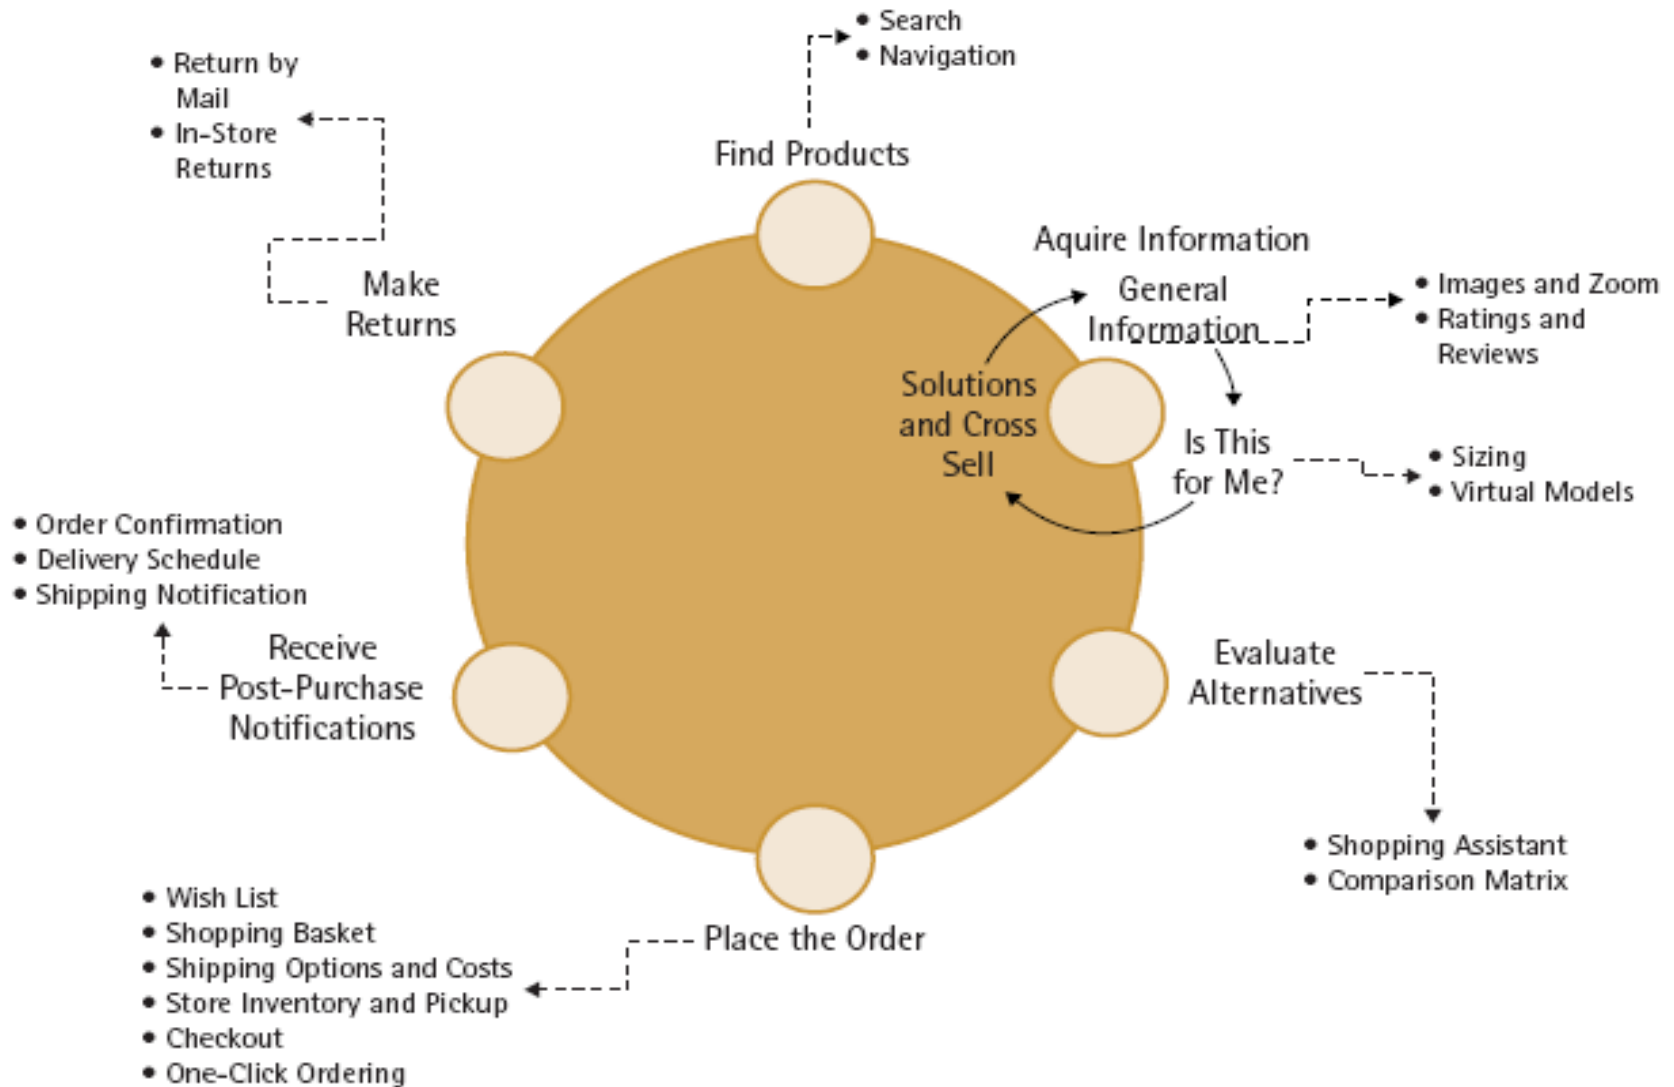 • Search
• Navigation
Find Products
• Return by
Mail
• In-Store
Returns
Make
Returns
Aquire Information
General
Information
• Images and Zoom
• Ratings and
Reviews
Solutions
and Cross
Sell
Is This
for Me?
• Sizing
• Virtual Models
• Order Confirmation
• Delivery Schedule
• Shipping Notification
Receive
Post-Purchase
Notifications
Evaluate
Alternatives
• Shopping Assistant
• Comparison Matrix
Place the Order
• Wish List
• Shopping Basket
• Shipping Options and Costs
• Store Inventory and Pickup
• Checkout
• One-Click Ordering